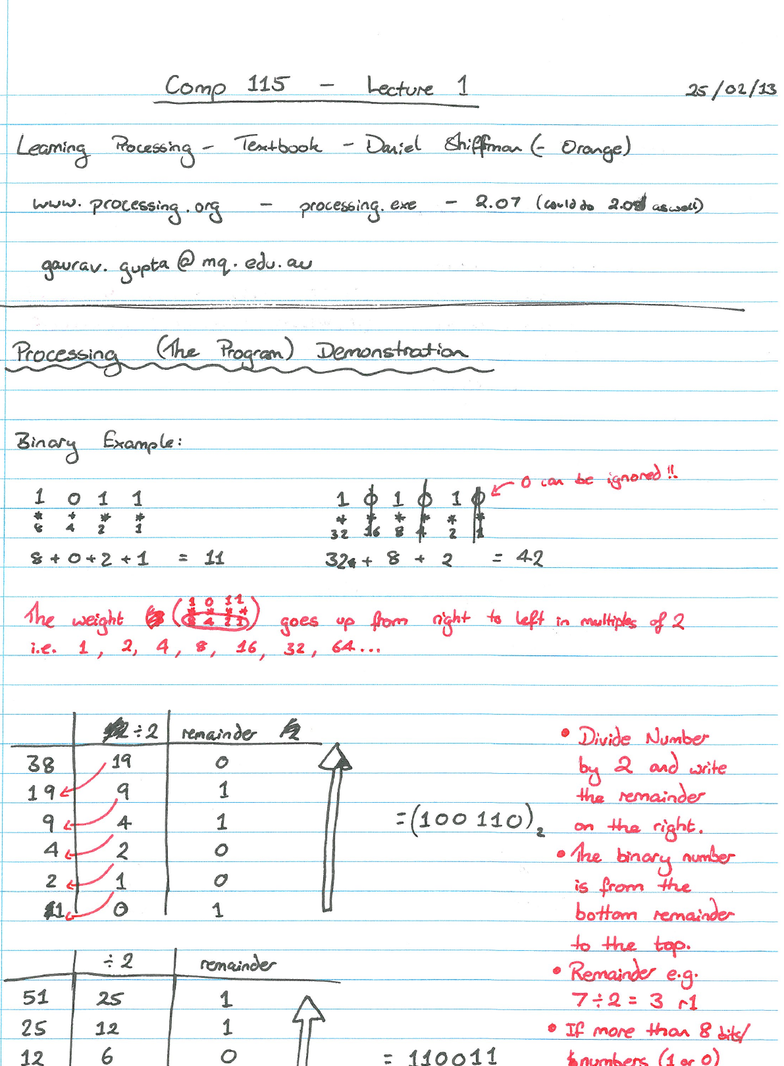 Comp 115 - Lecture 1
25/02/13
Learning Processing - Textbook - Daniel Shiffman (- Orange)
www.processing.org - processing.exe - 2.07 (could do 2.08 as well)
gaurav.gupta@mq.edu.au
Processing (The Program) Demonstration
Binary Example:
1 0 1 1
* * * *
8 4 2 1
8 + 0 + 2 + 1 = 11
1 0 1 0 1 0
0 can be ignored!!
* * * * * *
32 16 8 4 2 1
32 + 8 + 2 = 42
The weight (1 0 1 1
* * * *
8 4 2 1) goes up from right to left in multiples of 2
i.e. 1, 2, 4, 8, 16, 32, 64...
÷ 2 remainder
38 19 0
19 9 1
9 4 1
4 2 0
2 1 0
1 0 1
= (100 110)2
• Divide Number
by 2 and write
the remainder
on the right.
• The binary number
is from the
bottom remainder
to the top.
• Remainder e.g.
7 ÷ 2 = 3 r1
• If more than 8 bits/
numbers (1 or 0)
÷ 2 remainder
51 25 1
25 12 1
12 6 0
= 110011